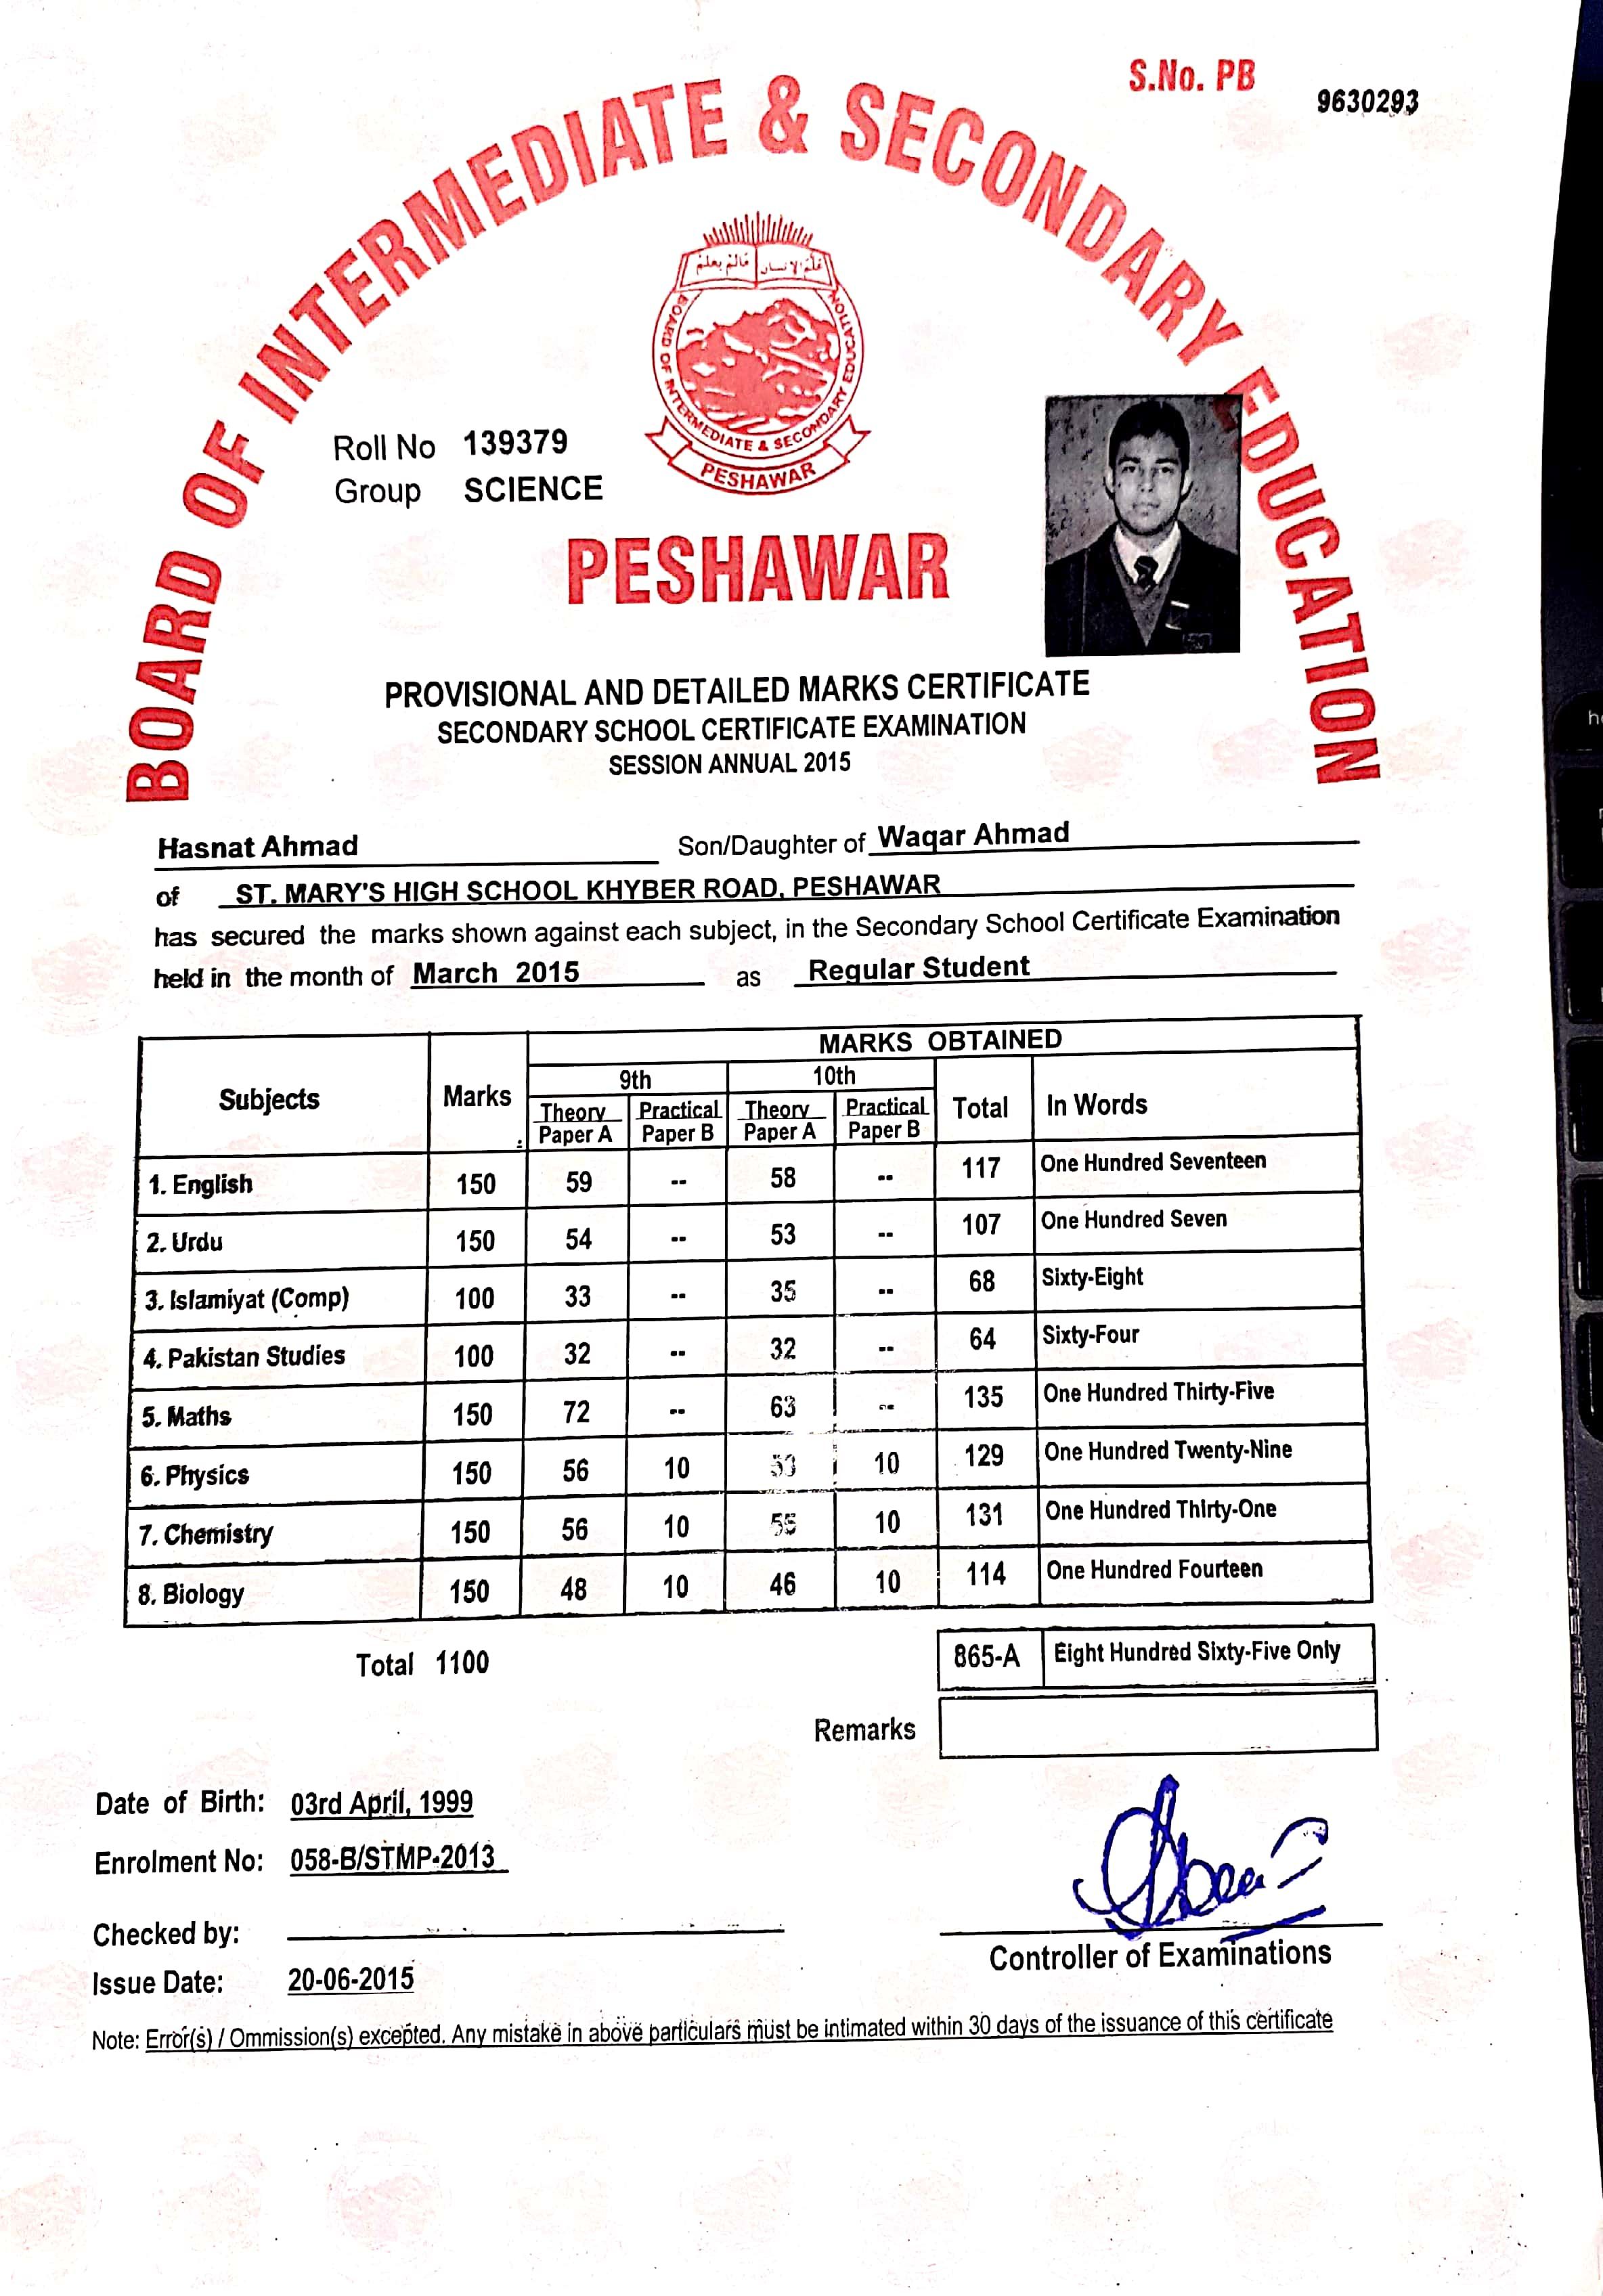 S.No. PB 9630293
BOARD OF INTERMEDIATE & SECONDARY EDUCATION
علم الانسان مالم يعلم
BOARD OF INTERMEDIATE & SECONDARY EDUCATION
PESHAWAR
Roll No 139379
Group SCIENCE
PESHAWAR
PROVISIONAL AND DETAILED MARKS CERTIFICATE
SECONDARY SCHOOL CERTIFICATE EXAMINATION
SESSION ANNUAL 2015
Hasnat Ahmad Son/Daughter of Waqar Ahmad
of ST. MARY'S HIGH SCHOOL KHYBER ROAD, PESHAWAR
has secured the marks shown against each subject, in the Secondary School Certificate Examination
held in the month of March 2015 as Regular Student
MARKS OBTAINED
9th 10th
Subjects Marks Theory Practical Theory Practical Total In Words
Paper A Paper B Paper A Paper B
1. English 150 59 -- 58 -- 117 One Hundred Seventeen
2. Urdu 150 54 -- 53 -- 107 One Hundred Seven
3. Islamiyat (Comp) 100 33 -- 35 -- 68 Sixty-Eight
4. Pakistan Studies 100 32 -- 32 -- 64 Sixty-Four
5. Maths 150 72 -- 63 -- 135 One Hundred Thirty-Five
6. Physics 150 56 10 53 10 129 One Hundred Twenty-Nine
7. Chemistry 150 56 10 55 10 131 One Hundred Thirty-One
8. Biology 150 48 10 46 10 114 One Hundred Fourteen
Total 1100 865-A Eight Hundred Sixty-Five Only
Remarks
Date of Birth: 03rd April, 1999
Enrolment No: 058-B/STMP-2013
Checked by:
Controller of Examinations
Issue Date: 20-06-2015
Note: Error(s) / Ommission(s) excepted. Any mistake in above particulars must be intimated within 30 days of the issuance of this certificate